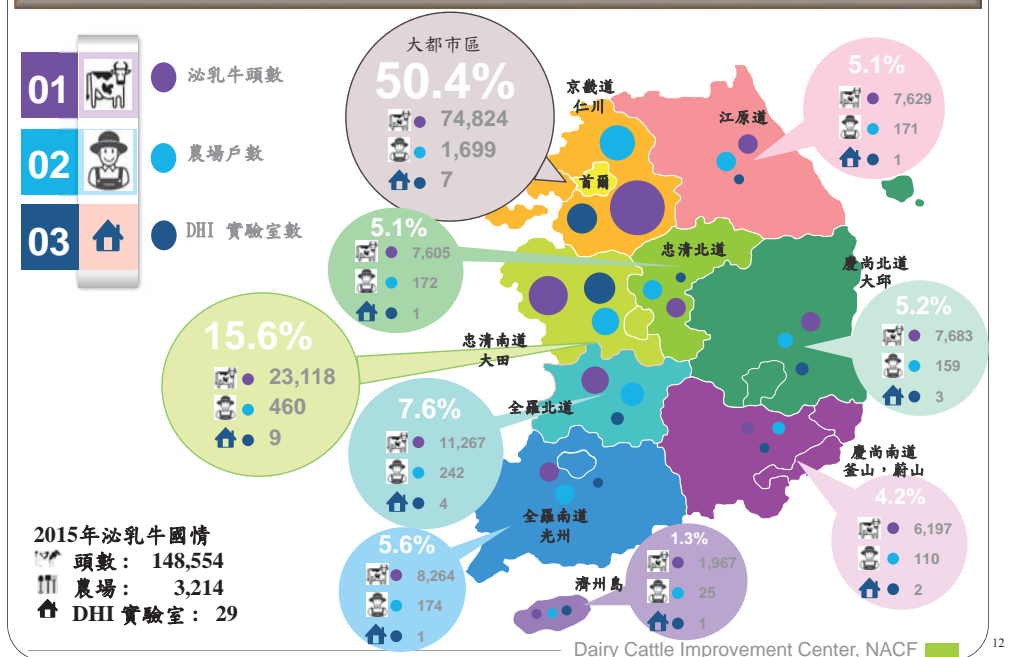 01
泌乳牛頭數
02
農場戶數
03
DHI 實驗室數
大都市區
50.4%
74,824
1,699
7
京畿道
仁川
首爾
江原道
5.1%
7,629
171
1
5.1%
7,605
172
1
忠清北道
慶尚北道
大邱
5.2%
7,683
159
3
15.6%
23,118
460
9
忠清南道
大田
7.6%
11,267
242
4
全羅北道
慶尚南道
釜山，蔚山
4.2%
6,197
110
2
全羅南道
光州
5.6%
8,264
174
1
1.3%
1,967
25
1
濟州島
2015年泌乳牛國情
頭數： 148,554
農場： 3,214
DHI 實驗室： 29
Dairy Cattle Improvement Center, NACF
12